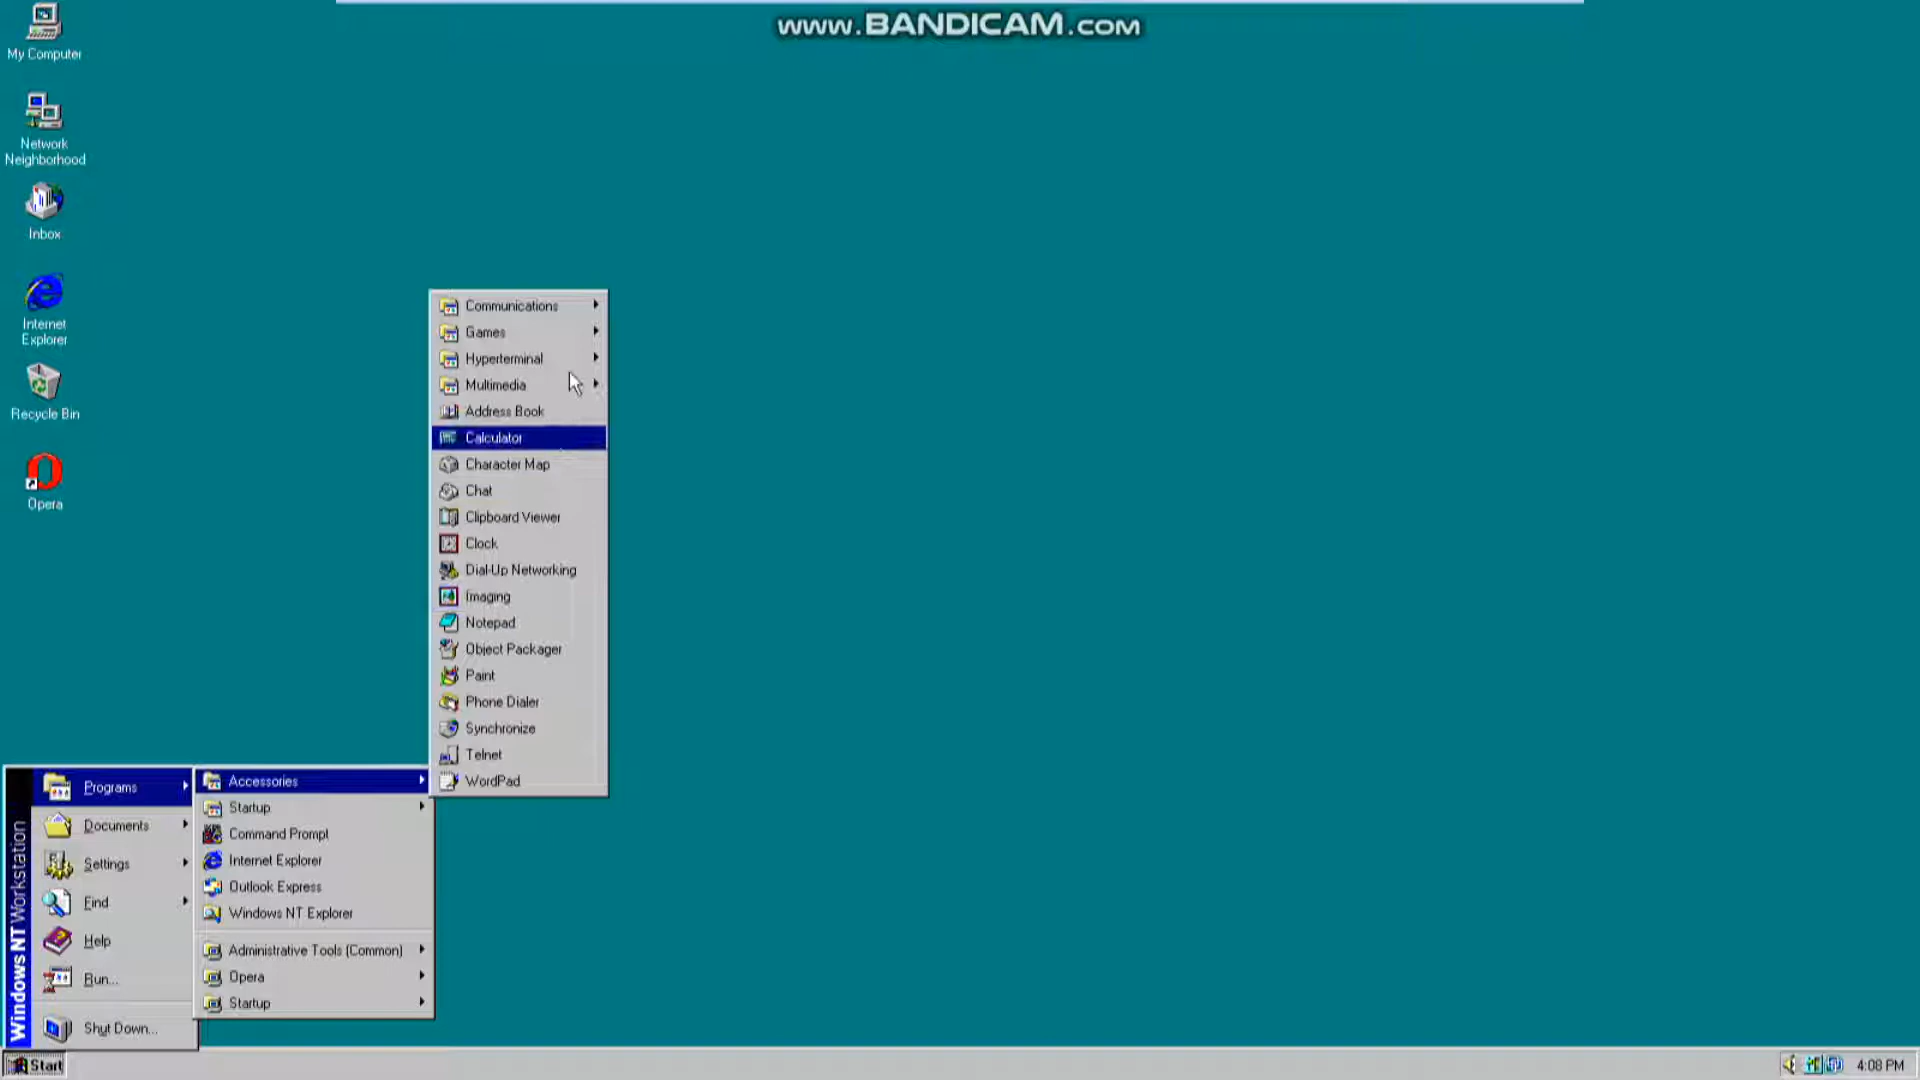 www.BANDICAM.com
My Computer
Network
Neighborhood
Inbox
Internet
Explorer
Recycle Bin
Opera
Communications
Games
Hyperterminal
Multimedia
Address Book
Calculator
Character Map
Chat
Clipboard Viewer
Clock
Dial-Up Networking
Imaging
Notepad
Object Packager
Paint
Phone Dialer
Synchronize
Telnet
WordPad
Accessories
Startup
Command Prompt
Internet Explorer
Outlook Express
Windows NT Explorer
Administrative Tools (Common)
Opera
Startup
Programs
Documents
Settings
Find
Help
Run...
Shut Down...
Windows NT Workstation
Start
4:08 PM